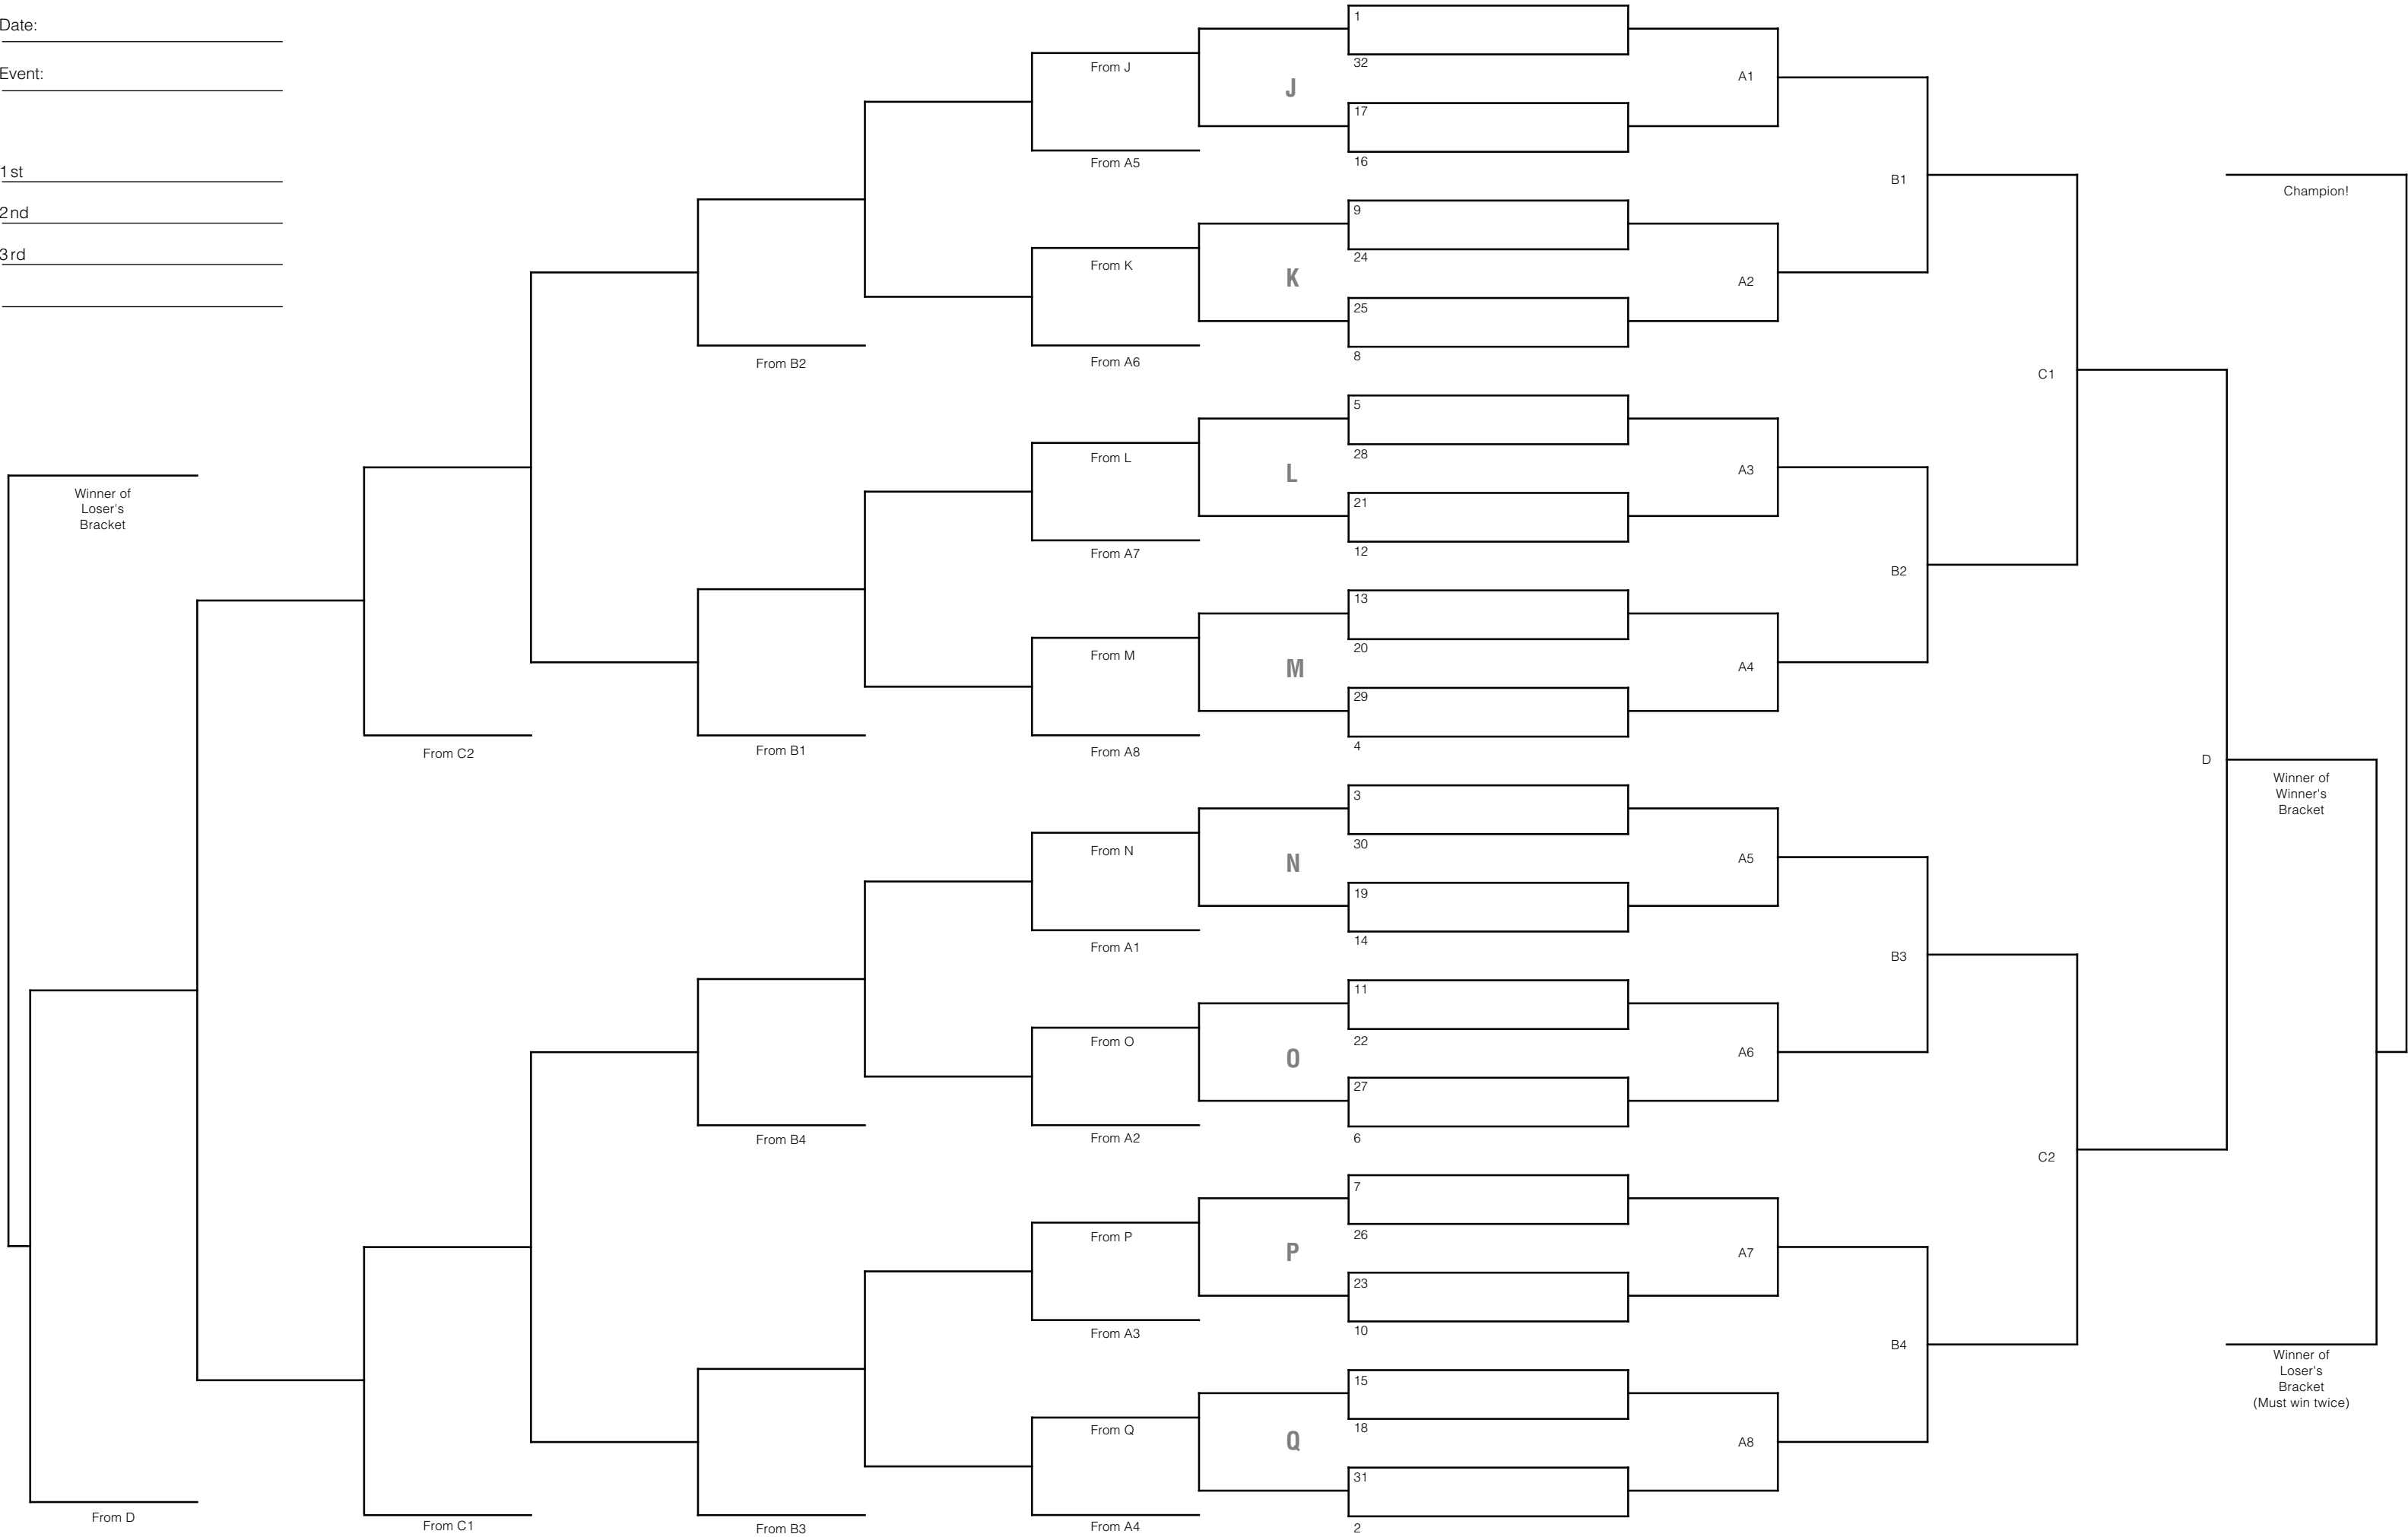 Date:
Event:
1st
2nd
3rd
Winner of
Loser's
Bracket
From D
From C2
From C1
From B2
From B1
From B4
From B3
From J
From A5
From K
From A6
From L
From A7
From M
From A8
From N
From A1
From O
From A2
From P
From A3
From Q
From A4
J
K
L
M
N
O
P
Q
1
32
17
16
9
24
25
8
5
28
21
12
13
20
29
4
3
30
19
14
11
22
27
6
7
26
23
10
15
18
31
2
A1
A2
A3
A4
A5
A6
A7
A8
B1
B2
B3
B4
C1
C2
D
Champion!
Winner of
Winner's
Bracket
Winner of
Loser's
Bracket
(Must win twice)